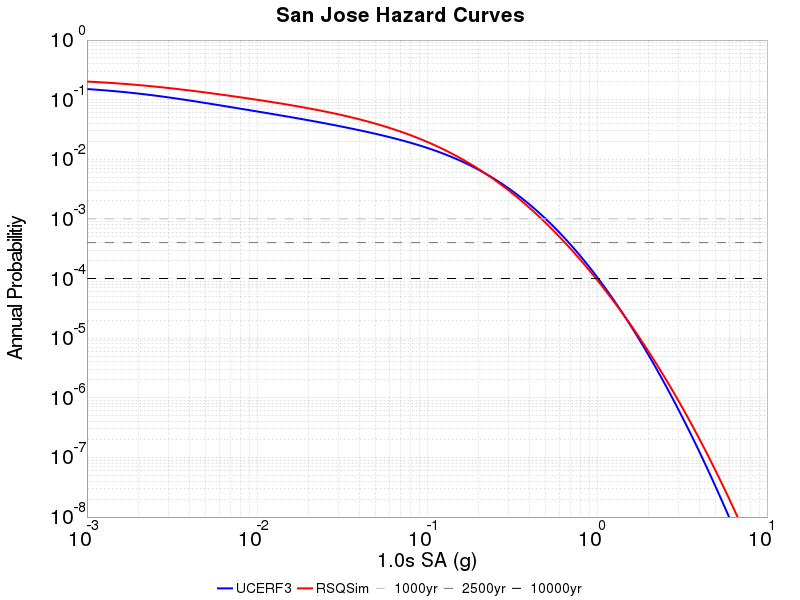 San Jose Hazard Curves
Annual Probabilitiy
10^0
10^-1
10^-2
10^-3
10^-4
10^-5
10^-6
10^-7
10^-8
10^-3 10^-2 10^-1 10^0 10^1
1.0s SA (g)
UCERF3 RSQSim 1000yr 2500yr 10000yr